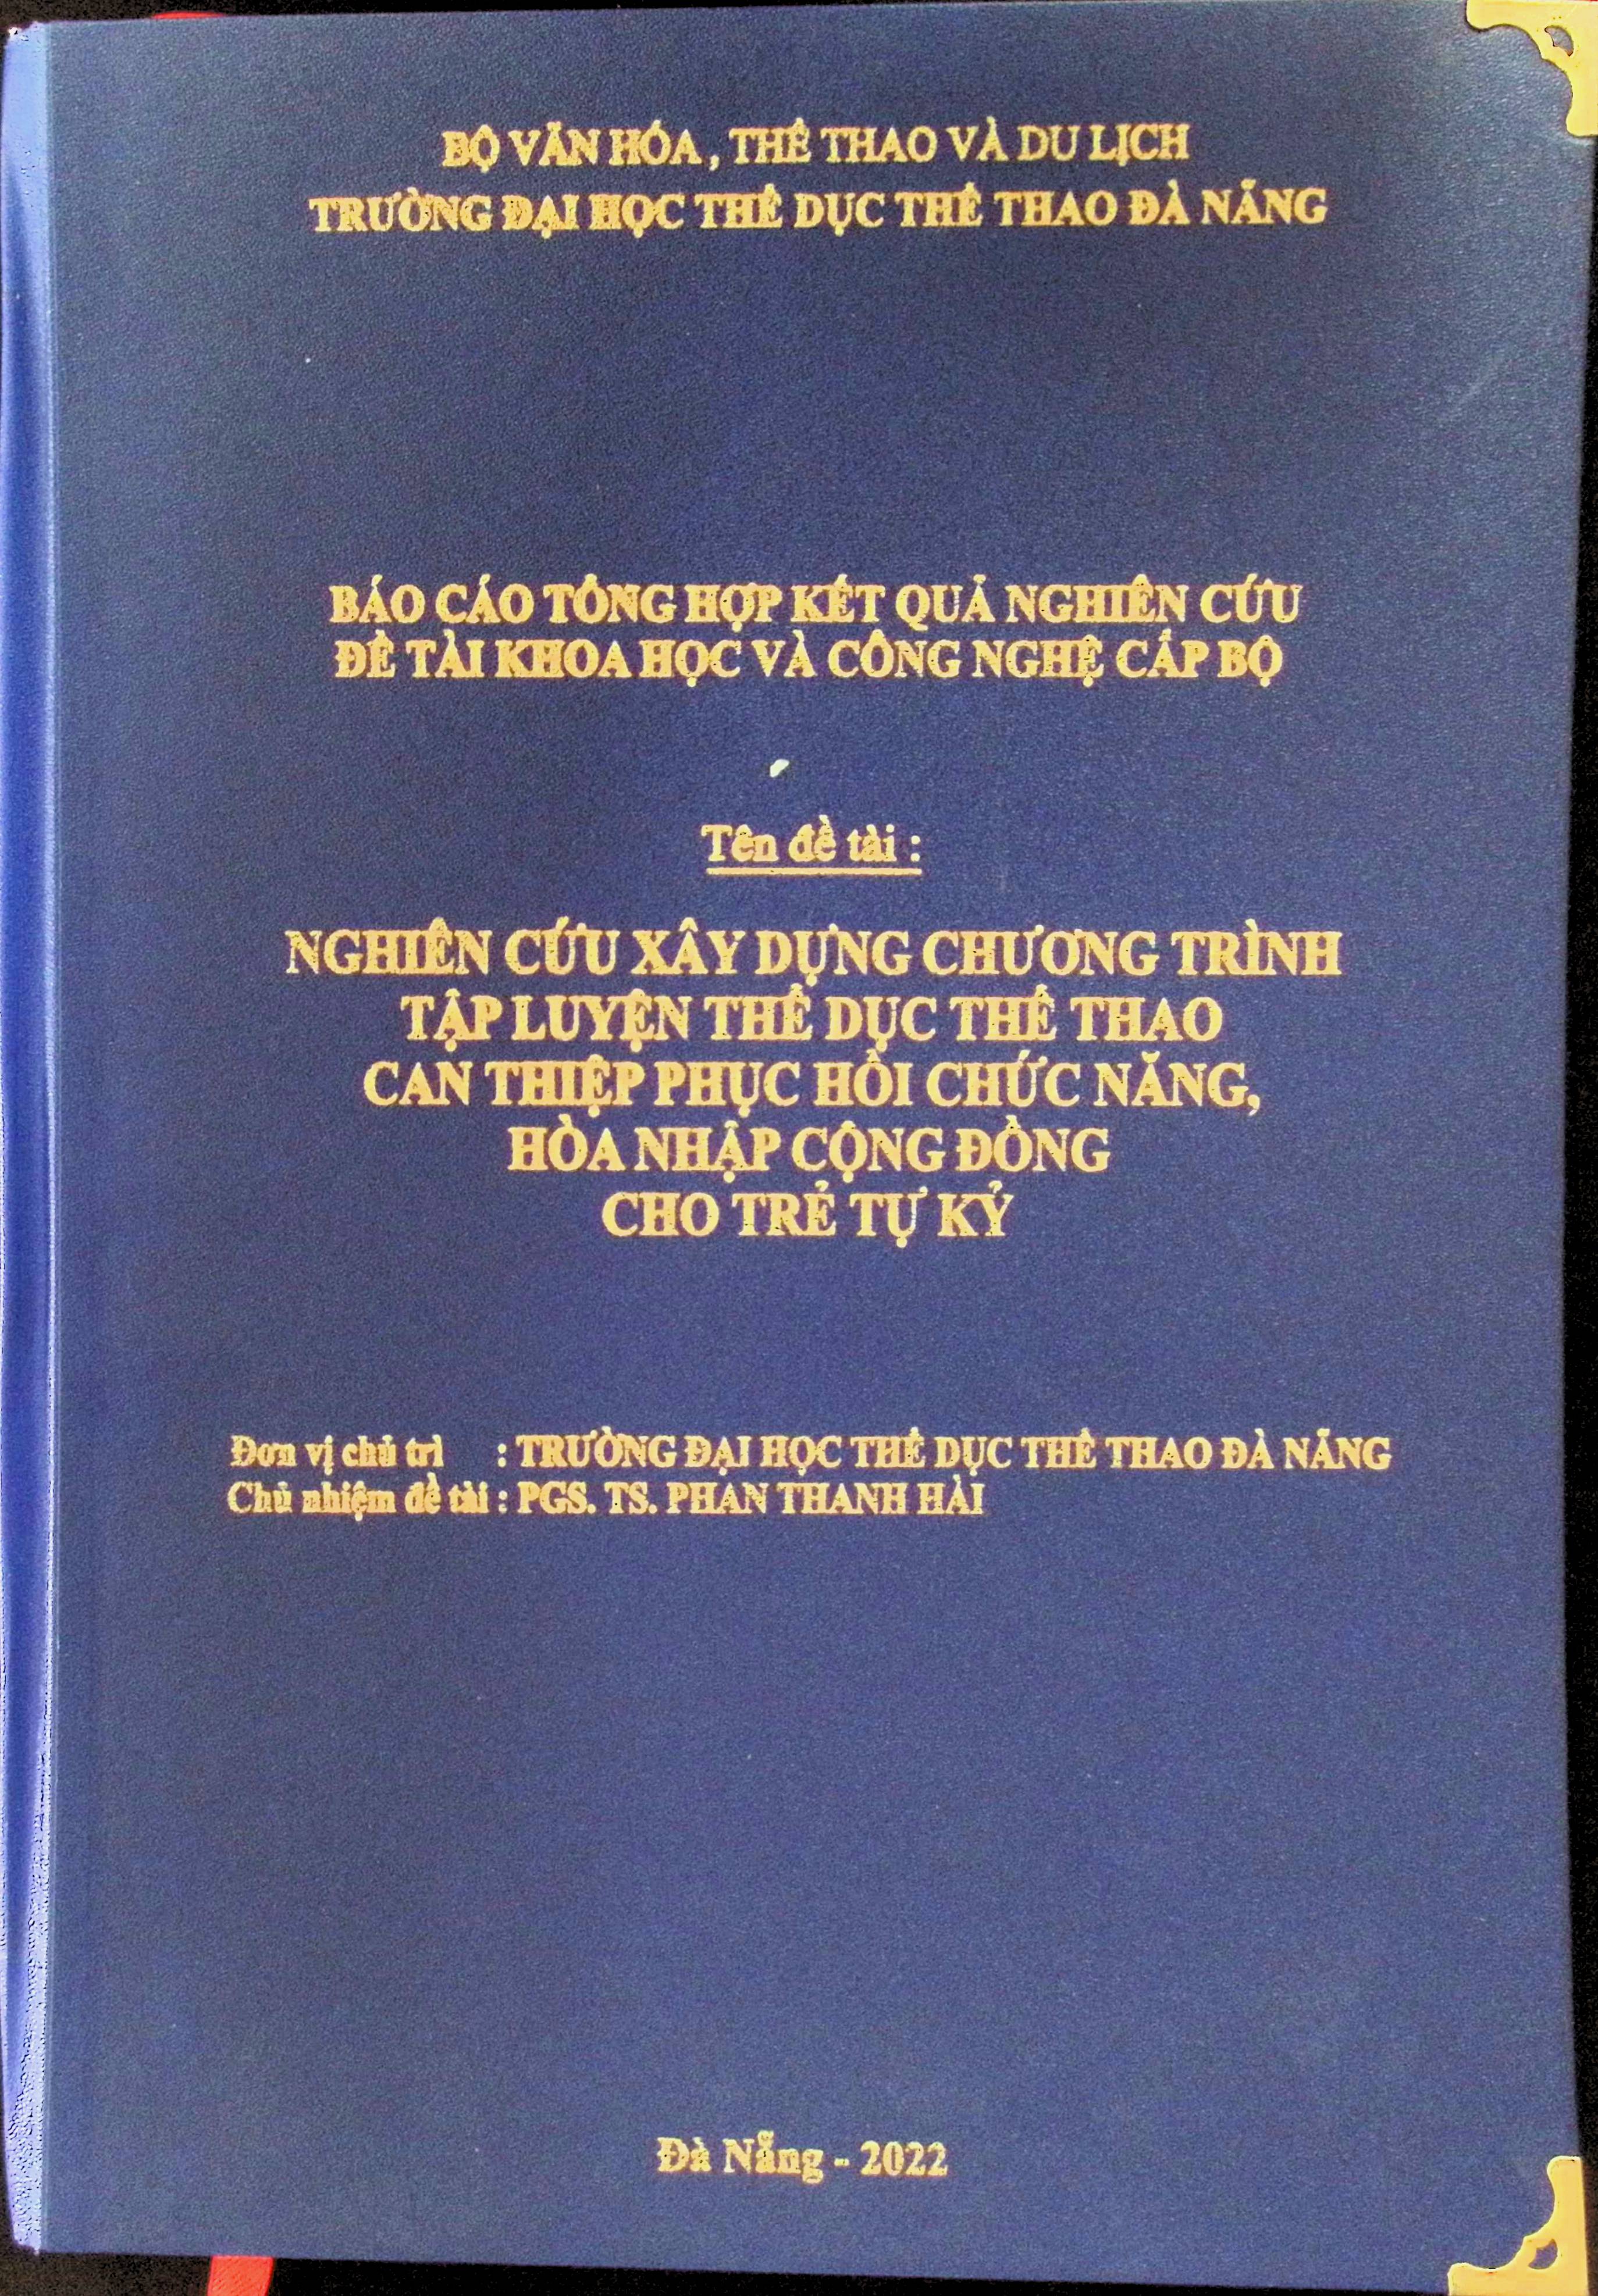 BỘ VĂN HÓA, THỂ THAO VÀ DU LỊCH
TRƯỜNG ĐẠI HỌC THỂ DỤC THỂ THAO ĐÀ NẴNG
BÁO CÁO TỔNG HỢP KẾT QUẢ NGHIÊN CỨU
ĐỀ TÀI KHOA HỌC VÀ CÔNG NGHỆ CẤP BỘ
Tên đề tài :
NGHIÊN CỨU XÂY DỰNG CHƯƠNG TRÌNH
TẬP LUYỆN THỂ DỤC THỂ THAO
CAN THIỆP PHỤC HỒI CHỨC NĂNG,
HÒA NHẬP CỘNG ĐỒNG
CHO TRẺ TỰ KỶ
Đơn vị chủ trì : TRƯỜNG ĐẠI HỌC THỂ DỤC THỂ THAO ĐÀ NẴNG
Chủ nhiệm đề tài : PGS. TS. PHAN THANH HÀI
Đà Nẵng - 2022